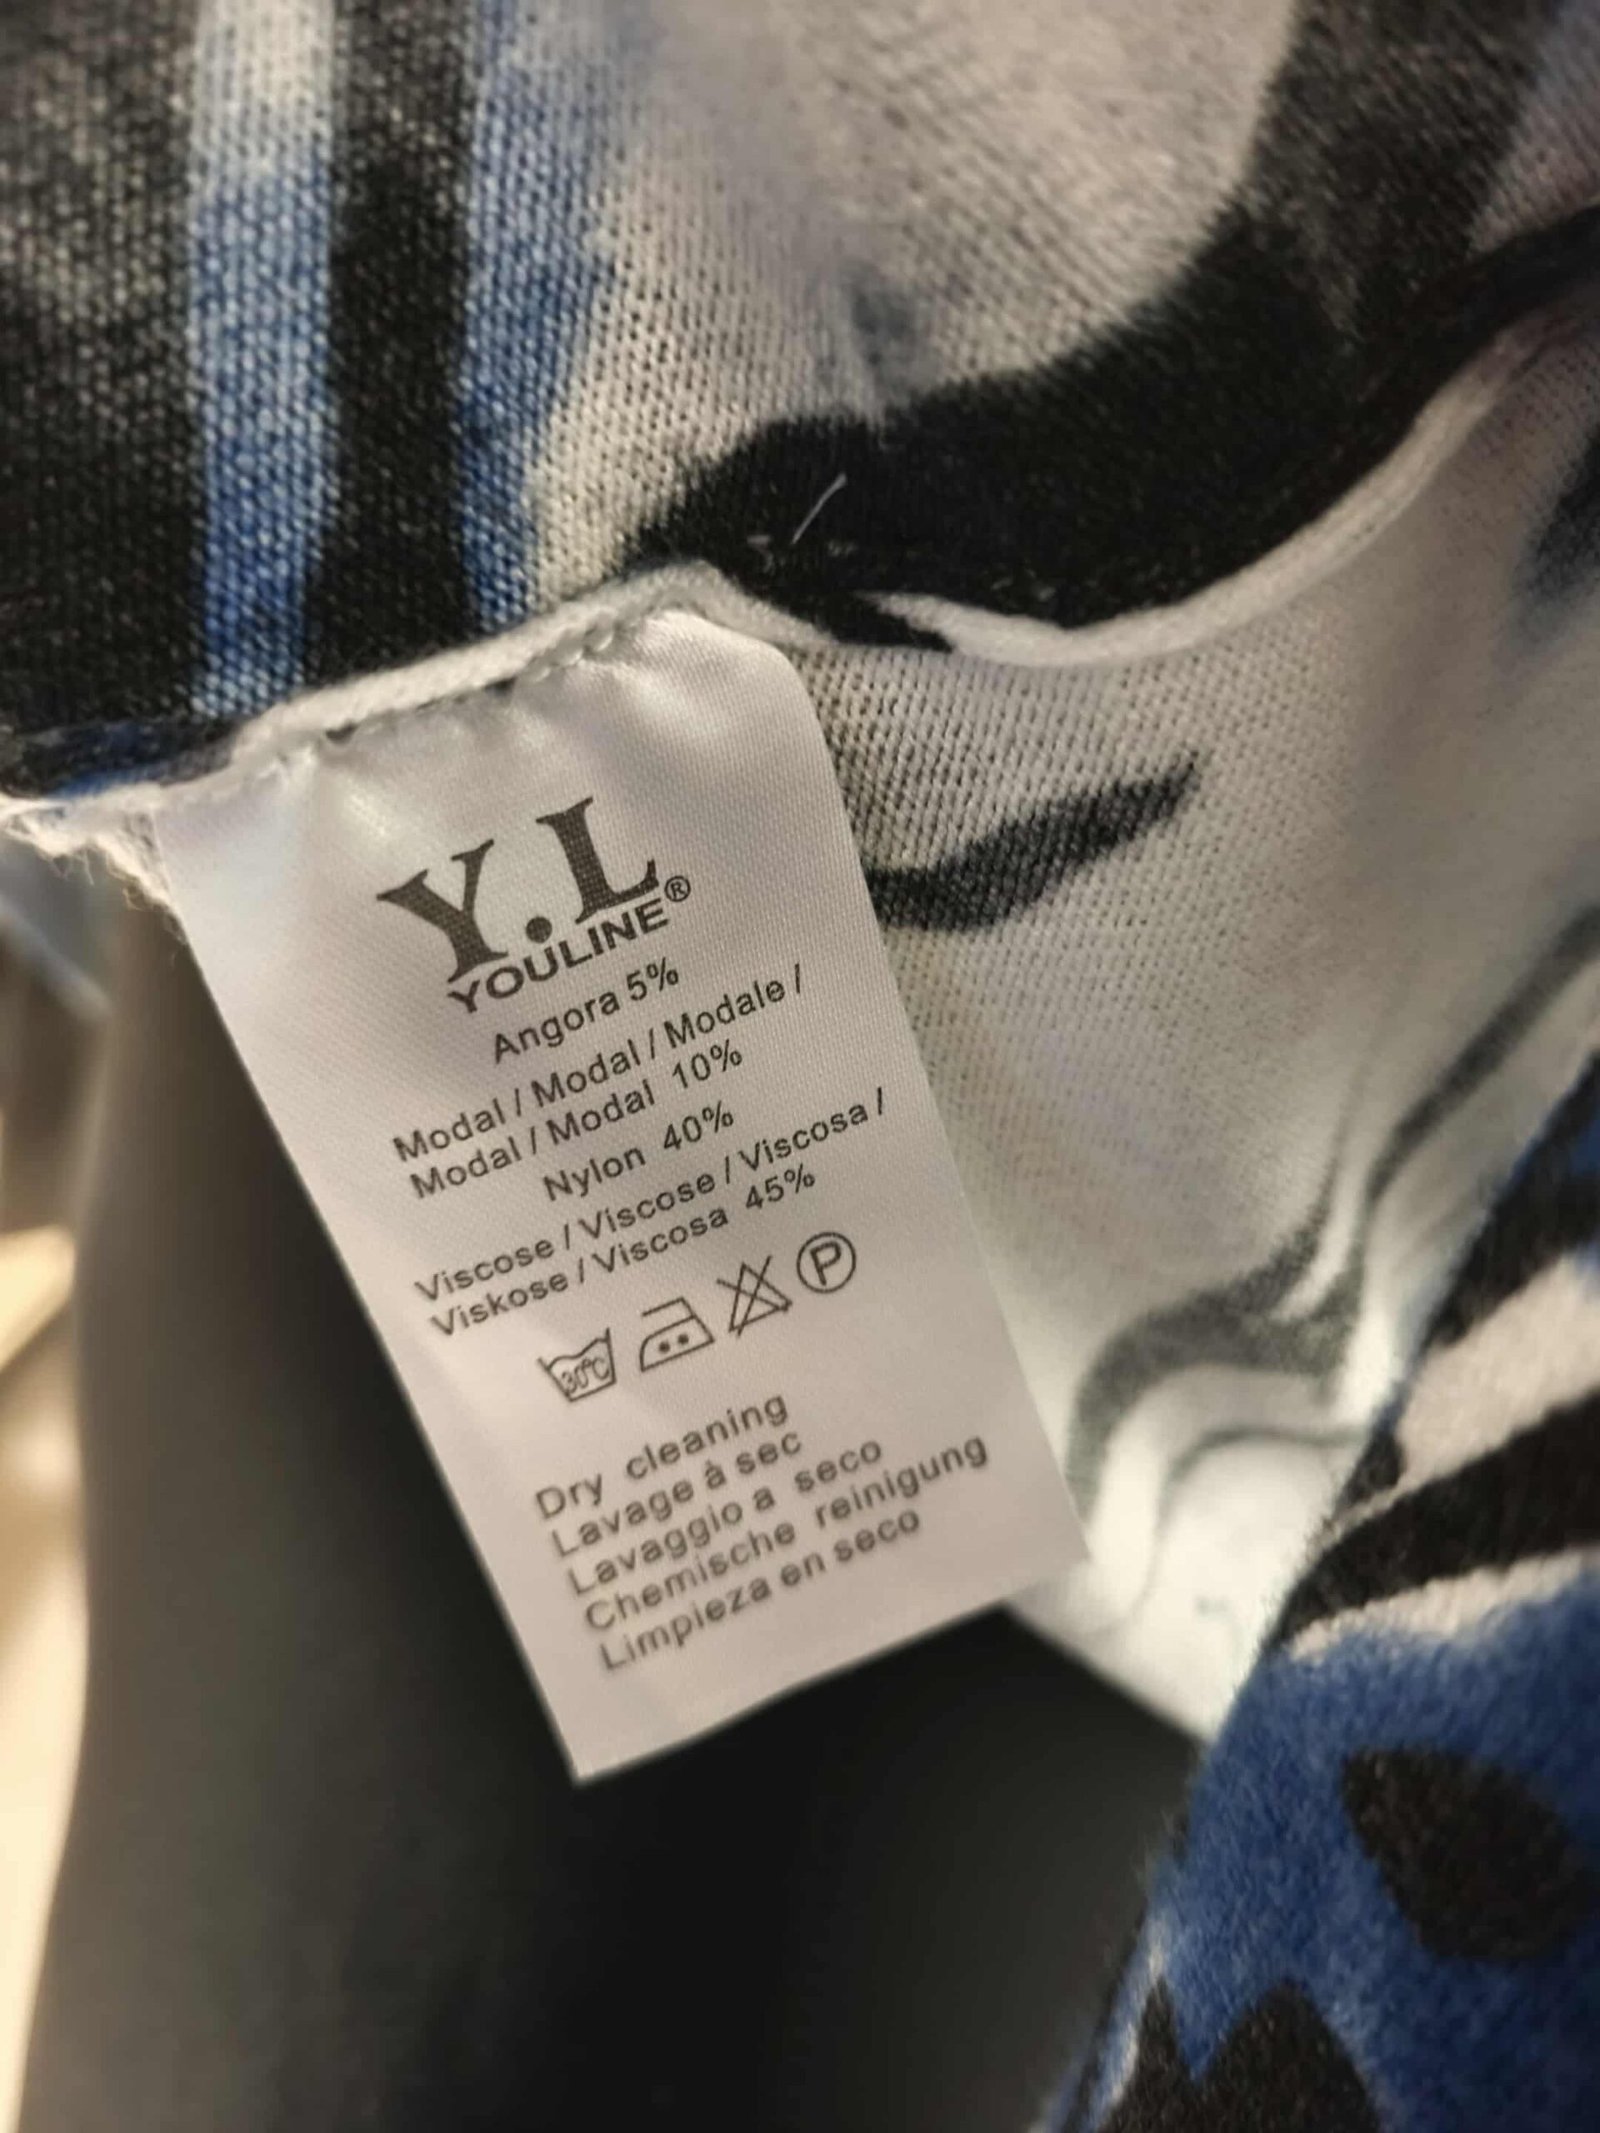 Y.L
YOULINE®
Angora 5%
Modal / Modal / Modale /
Modal / Modal 10%
Nylon 40%
Viscose / Viscose / Viscosa /
Viskose / Viscosa 45%
30°C P
Dry cleaning
Lavage à sec
Lavaggio a seco
Chemische reinigung
Limpieza en seco